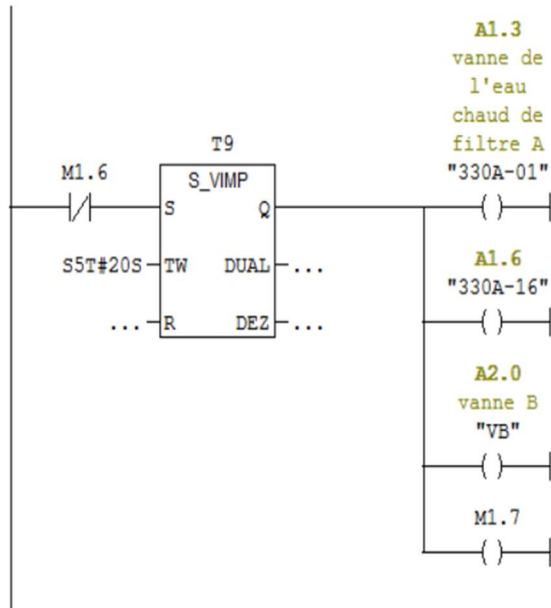 A1.3
vanne de
l'eau
chaud de
filtre A
"330A-01"
T9
M1.6
S_VIMP
S
Q
S5T#20S
TW
DUAL
...
...
R
DEZ
...
A1.6
"330A-16"
A2.0
vanne B
"VB"
M1.7